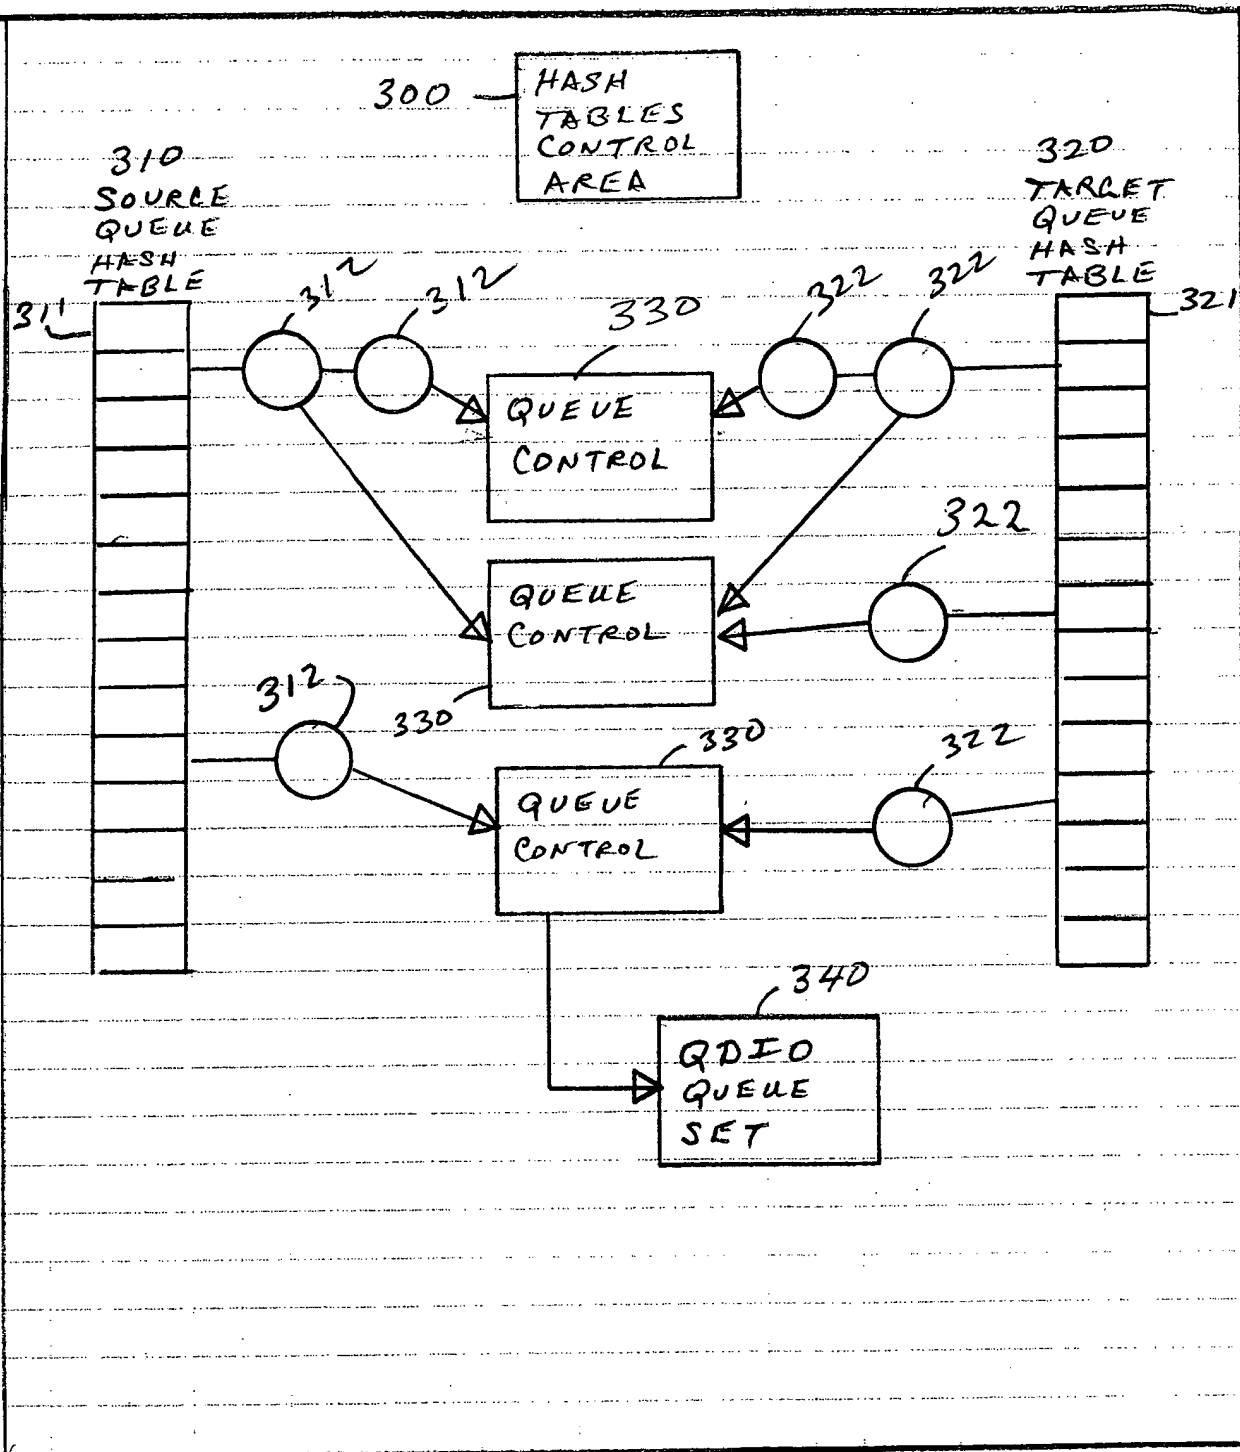 300
HASH
TABLES
CONTROL
AREA
310
SOURCE
QUEUE
HASH
TABLE
320
TARGET
QUEUE
HASH
TABLE
311
312
312
330
322
322
321
QUEUE
CONTROL
322
QUEUE
CONTROL
330
312
330
322
QUEUE
CONTROL
340
QDIO
QUEUE
SET